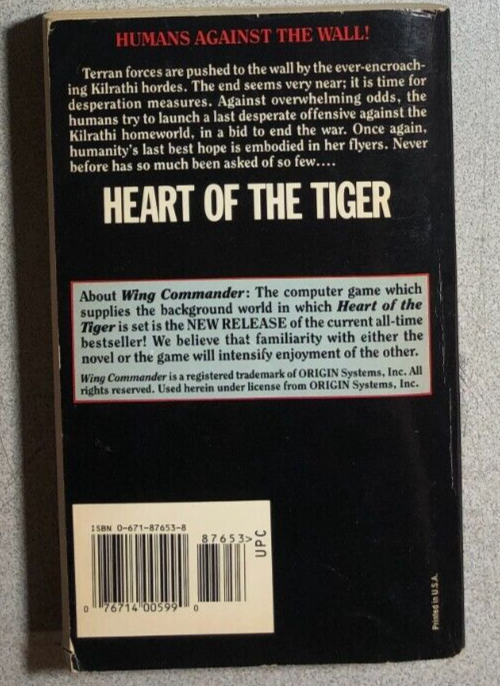 HUMANS AGAINST THE WALL!
Terran forces are pushed to the wall by the ever-encroach-
ing Kilrathi hordes. The end seems very near; it is time for
desperation measures. Against overwhelming odds, the
humans try to launch a last desperate offensive against the
Kilrathi homeworld, in a bid to end the war. Once again,
humanity's last best hope is embodied in her flyers. Never
before has so much been asked of so few....
HEART OF THE TIGER
About Wing Commander: The computer game which
supplies the background world in which Heart of the
Tiger is set is the NEW RELEASE of the current all-time
bestseller! We believe that familiarity with either the
novel or the game will intensify enjoyment of the other.
Wing Commander is a registered trademark of ORIGIN Systems, Inc. All
rights reserved. Used herein under license from ORIGIN Systems, Inc.
ISBN 0-671-87653-8
87653>
UPC
0 76714 00599 0
Printed in U.S.A.